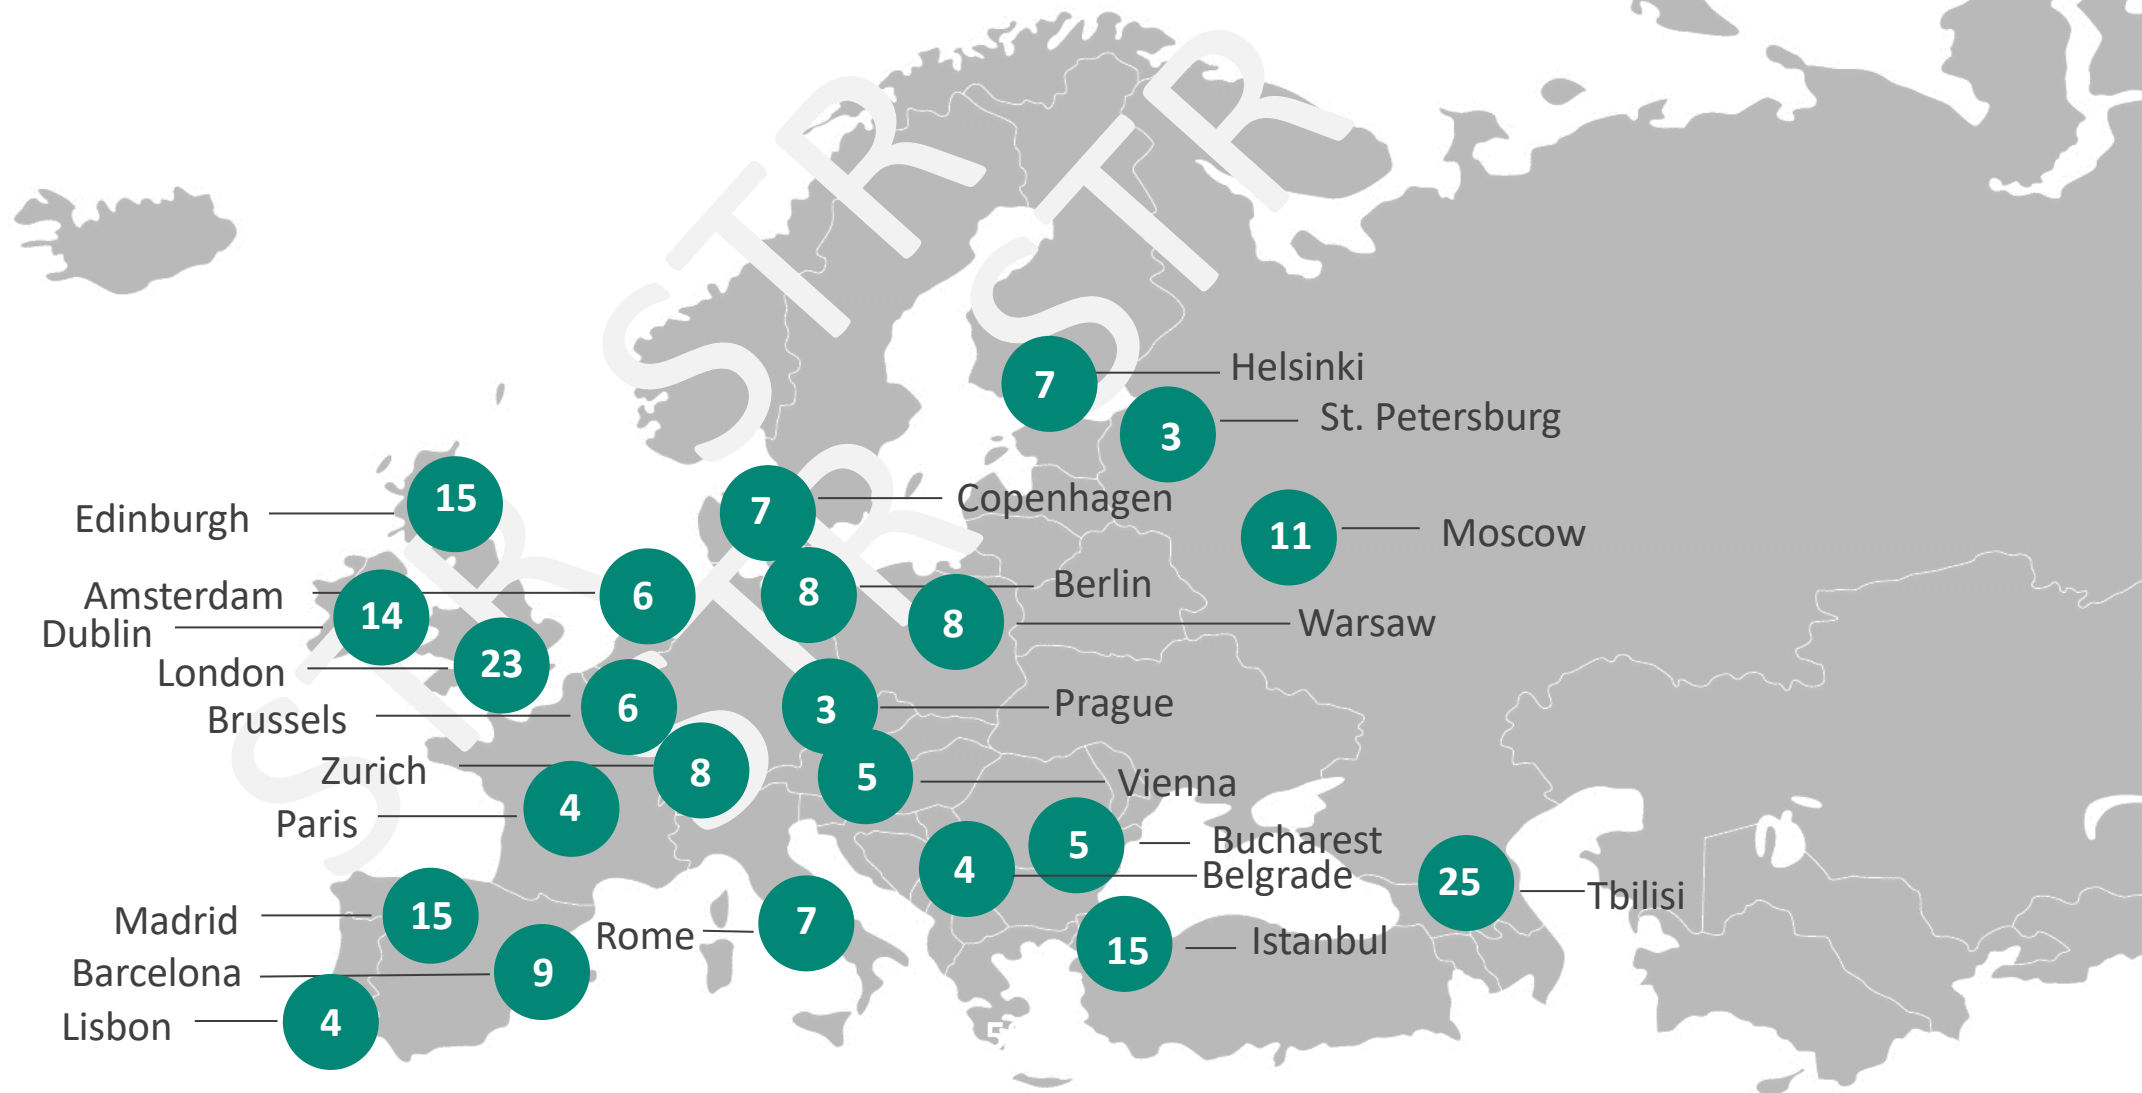 STR
STR
STR
STR
7 Helsinki
3 St. Petersburg
Edinburgh 15
7 Copenhagen
11 Moscow
Amsterdam 6
8 Berlin
Dublin 14
8 Warsaw
London 23
Brussels 6
3 Prague
Zurich 8
5 Vienna
Paris 4
5 Bucharest
4 Belgrade
25 Tbilisi
Madrid 15
Rome 7
15 Istanbul
Barcelona 9
Lisbon 4